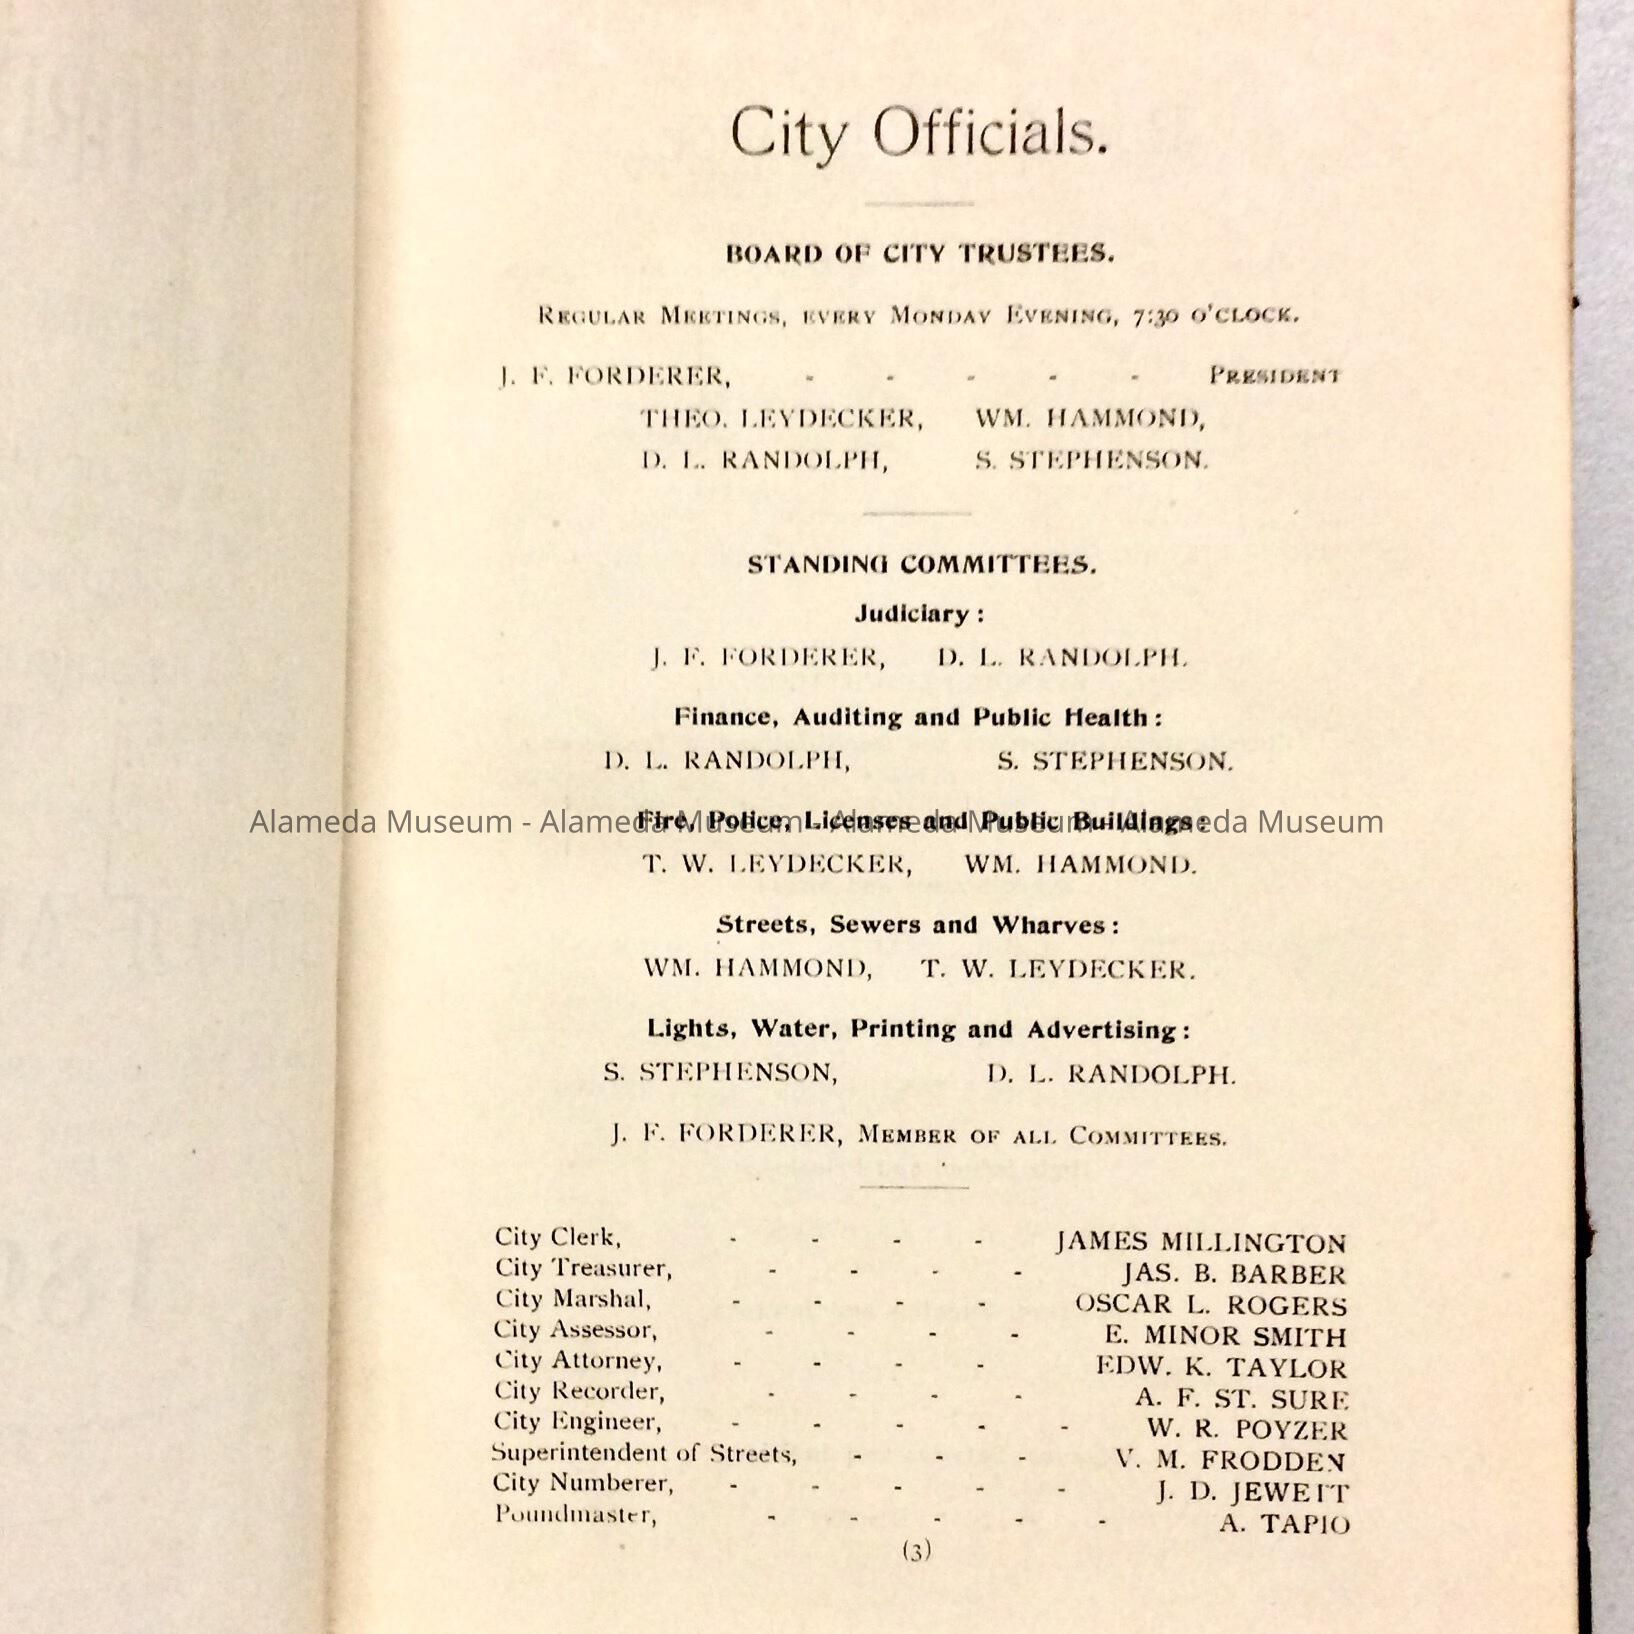 City Officials.
BOARD OF CITY TRUSTEES.
REGULAR MEETINGS, EVERY MONDAY EVENING, 7:30 O'CLOCK.
J. F. FORDERER, - - - - - PRESIDENT
THEO. LEYDECKER, WM. HAMMOND,
D. L. RANDOLPH, S. STEPHENSON.
STANDING COMMITTEES.
Judiciary:
J. F. FORDERER, D. L. RANDOLPH.
Finance, Auditing and Public Health:
D. L. RANDOLPH, S. STEPHENSON.
Fire, Police, Licenses and Public Buildings:
Alameda Museum - Alameda Museum - Alameda Museum - Alameda Museum
T. W. LEYDECKER, WM. HAMMOND.
Streets, Sewers and Wharves:
WM. HAMMOND, T. W. LEYDECKER.
Lights, Water, Printing and Advertising:
S. STEPHENSON, D. L. RANDOLPH.
J. F. FORDERER, MEMBER OF ALL COMMITTEES.
City Clerk, - - - - JAMES MILLINGTON
City Treasurer, - - - - JAS. B. BARBER
City Marshal, - - - - OSCAR L. ROGERS
City Assessor, - - - - E. MINOR SMITH
City Attorney, - - - - EDW. K. TAYLOR
City Recorder, - - - - A. F. ST. SURE
City Engineer, - - - - - W. R. POYZER
Superintendent of Streets, - - - V. M. FRODDEN
City Numberer, - - - - - J. D. JEWETT
Poundmaster, - - - - - A. TAPIO
(3)